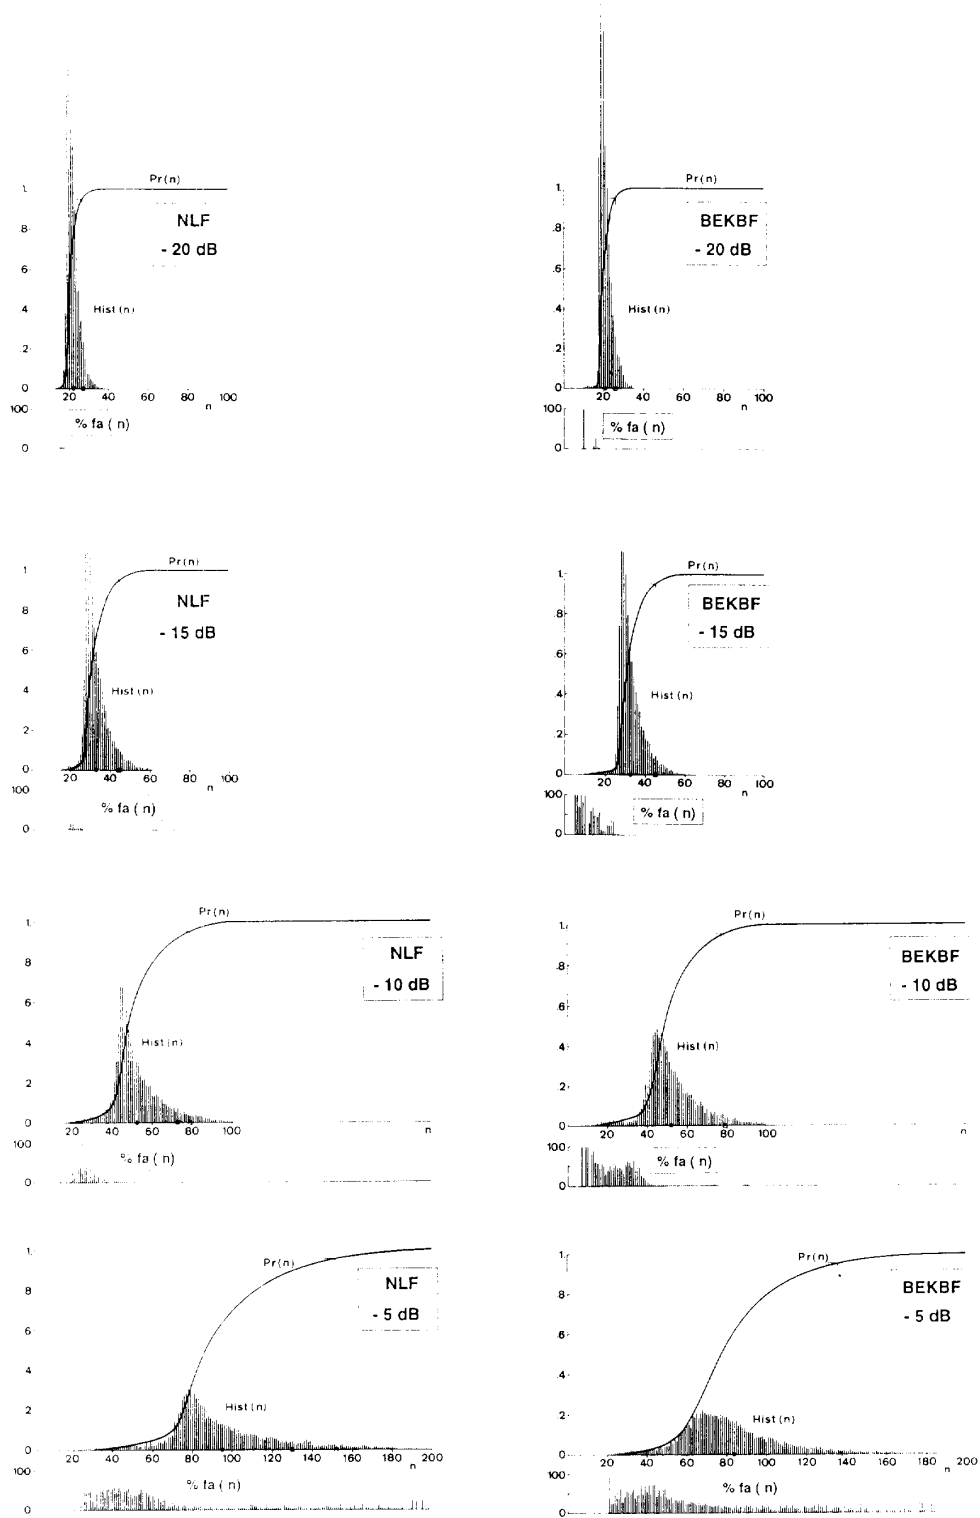 Pr(n)
1.
NLF
.8
- 20 dB
.6
Hist(n)
.4
.2
0
20 40 60 80 100
n
100
% fa ( n)
0
Pr(n)
1.
BEKBF
.8
- 20 dB
.6
Hist(n)
.4
.2
0
20 40 60 80 100
n
100
% fa ( n)
0
Pr(n)
1.
NLF
.8
- 15 dB
.6
Hist(n)
.4
.2
0
20 40 60 80 100
n
100
% fa ( n)
0
Pr(n)
1.
BEKBF
.8
- 15 dB
.6
Hist(n)
.4
.2
0
20 40 60 80 100
n
100
% fa ( n)
0
Pr(n)
1.
NLF
.8
- 10 dB
.6
Hist(n)
.4
.2
0
20 40 60 80 100
n
100
% fa ( n)
0
Pr(n)
1.
BEKBF
.8
- 10 dB
.6
Hist(n)
.4
.2
0
20 40 60 80 100
n
100
% fa ( n)
0
Pr(n)
1.
NLF
.8
- 5 dB
.6
.4
Hist(n)
.2
0
20 40 60 80 100 120 140 160 180 200
n
100
% fa ( n)
0
Pr(n)
1.
BEKBF
.8
- 5 dB
.6
.4
Hist(n)
.2
0
20 40 60 80 100 120 140 160 180 200
n
100
% fa ( n)
0